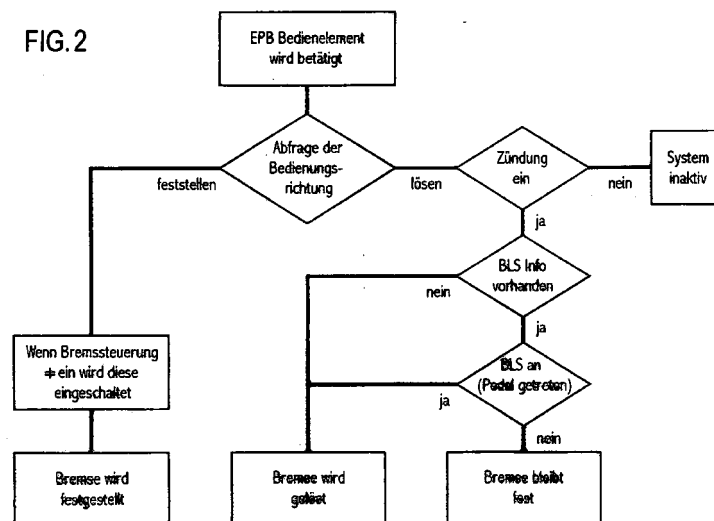 FIG. 2
EPB Bedienelement
wird betätigt
Abfrage der
Bedienungs-
richtung
feststellen
lösen
Zündung
ein
nein
System
inaktiv
ja
BLS Info
vorhanden
nein
ja
Wenn Bremssteuerung
≠ ein wird diese
eingeschaltet
BLS an
(Pedal getreten)
ja
nein
Bremse wird
festgestellt
Bremse wird
gelöst
Bremse bleibt
fest